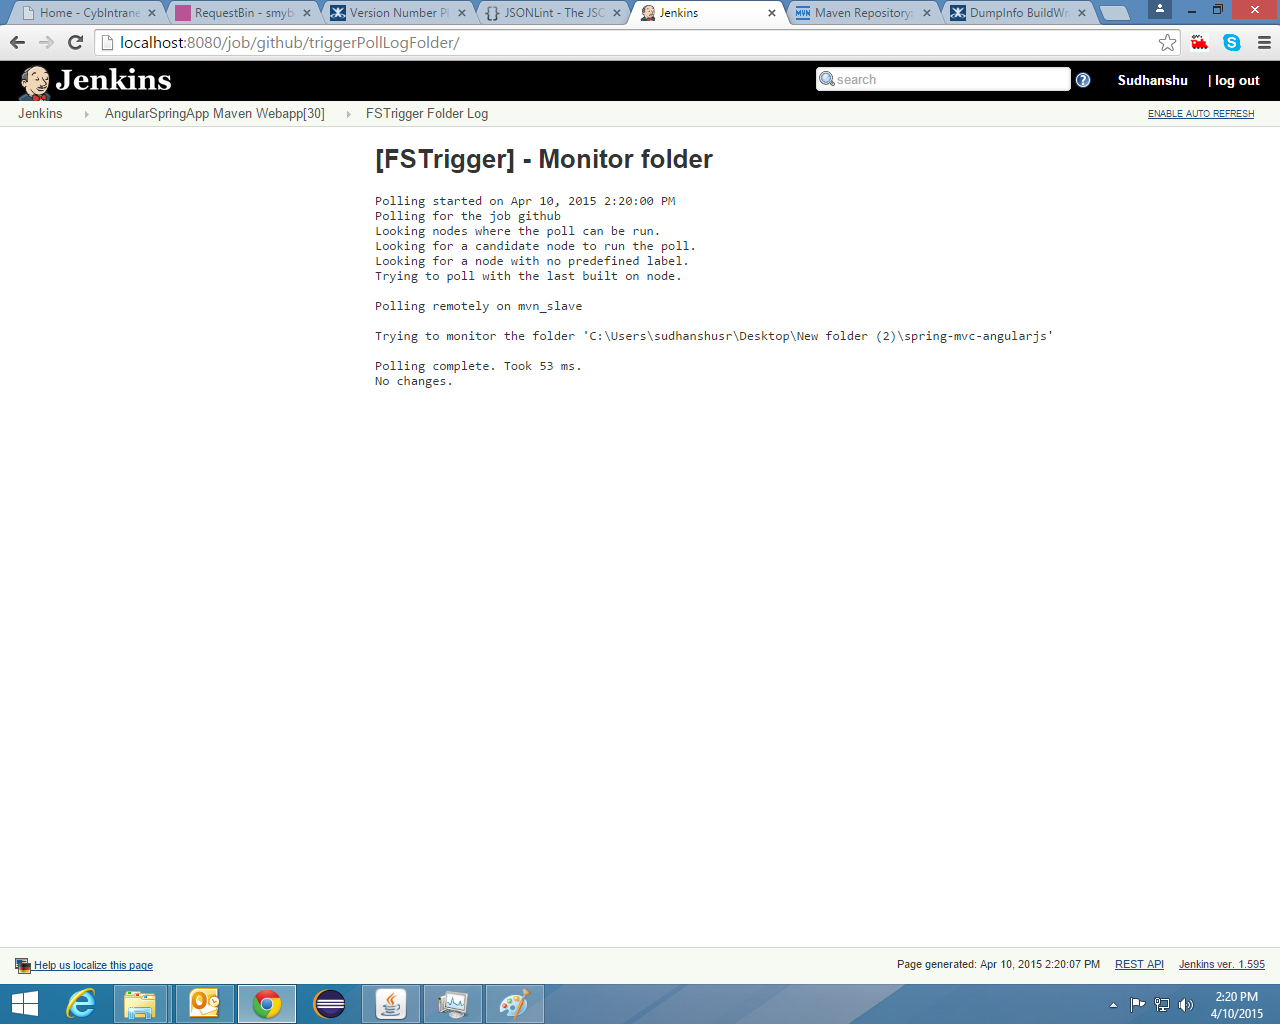 Home - CybIntrane
RequestBin - smyb
Version Number Pl
JSONLint - The JSO
Jenkins
Maven Repository:
DumpInfo BuildWr
localhost:8080/job/github/triggerPollLogFolder/
Jenkins
search
Sudhanshu
| log out
Jenkins
AngularSpringApp Maven Webapp[30]
FSTrigger Folder Log
ENABLE AUTO REFRESH
[FSTrigger] - Monitor folder
Polling started on Apr 10, 2015 2:20:00 PM
Polling for the job github
Looking nodes where the poll can be run.
Looking for a candidate node to run the poll.
Looking for a node with no predefined label.
Trying to poll with the last built on node.
Polling remotely on mvn_slave
Trying to monitor the folder 'C:\Users\sudhanshusr\Desktop\New folder (2)\spring-mvc-angularjs'
Polling complete. Took 53 ms.
No changes.
Help us localize this page
Page generated: Apr 10, 2015 2:20:07 PM
REST API
Jenkins ver. 1.595
2:20 PM
4/10/2015